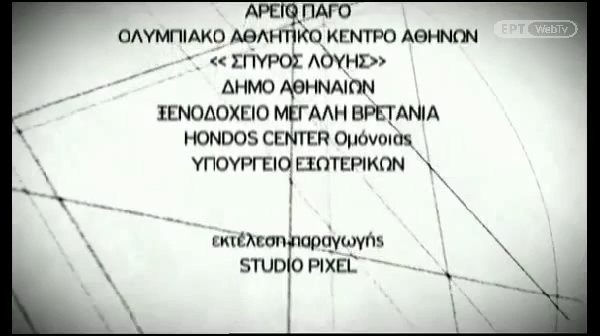 ΑΡΕΙΟ ΠΑΓΟ
ΕΡΤ WebTv
ΟΛΥΜΠΙΑΚΟ ΑΘΛΗΤΙΚΟ ΚΕΝΤΡΟ ΑΘΗΝΩΝ
<< ΣΠΥΡΟΣ ΛΟΥΗΣ>>
ΔΗΜΟ ΑΘΗΝΑΙΩΝ
ΞΕΝΟΔΟΧΕΙΟ ΜΕΓΑΛΗ ΒΡΕΤΑΝΙΑ
HONDOS CENTER Ομόνοιας
ΥΠΟΥΡΓΕΙΟ ΕΞΩΤΕΡΙΚΩΝ
εκτέλεση παραγωγής
STUDIO PIXEL